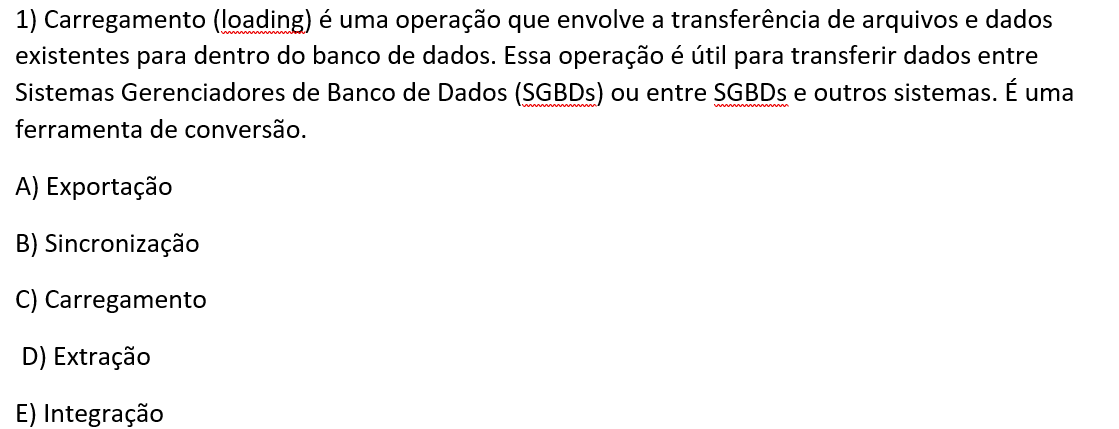 1) Carregamento (loading) é uma operação que envolve a transferência de arquivos e dados
existentes para dentro do banco de dados. Essa operação é útil para transferir dados entre
Sistemas Gerenciadores de Banco de Dados (SGBDs) ou entre SGBDs e outros sistemas. É uma
ferramenta de conversão.
A) Exportação
B) Sincronização
C) Carregamento
D) Extração
E) Integração